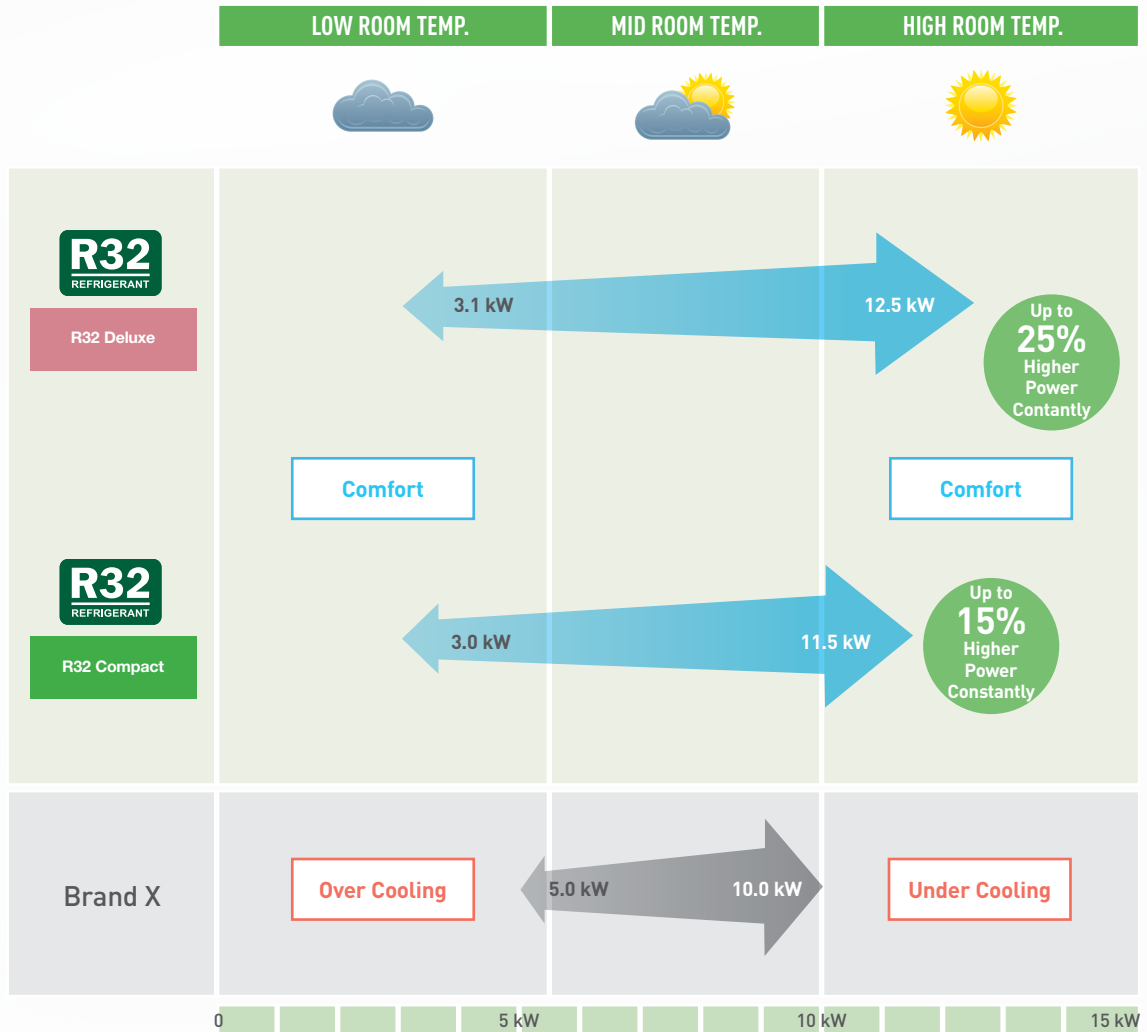 LOW ROOM TEMP.
MID ROOM TEMP.
HIGH ROOM TEMP.
R32
REFRIGERANT
R32 Deluxe
3.1 kW
12.5 kW
Up to
25%
Higher
Power
Contantly
Comfort
Comfort
R32
REFRIGERANT
R32 Compact
3.0 kW
11.5 kW
Up to
15%
Higher
Power
Constantly
Brand X
Over Cooling
5.0 kW
10.0 kW
Under Cooling
0
5 kW
10 kW
15 kW